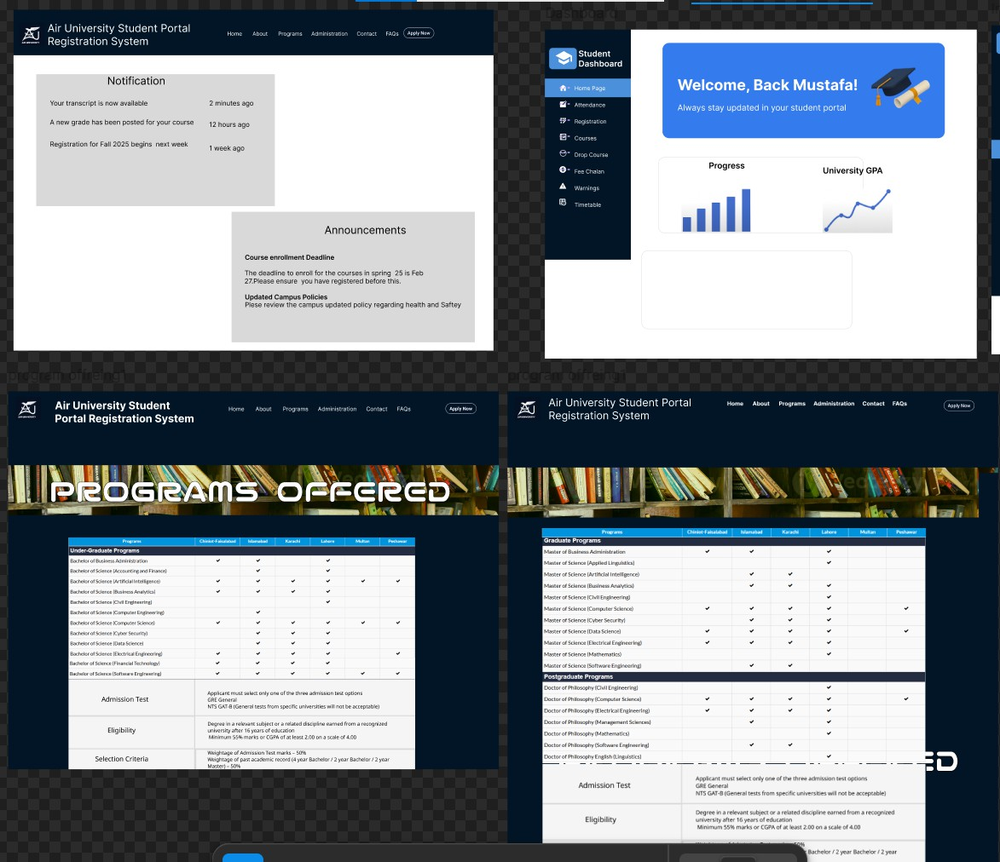 Dashboard
Air University Student Portal
Registration System
Home About Programs Administration Contact FAQs Apply Now
Notification
Your transcript is now available 2 minutes ago
A new grade has been posted for your course 12 hours ago
Registration for Fall 2025 begins next week 1 week ago
Announcements
Course enrollment Deadline
The deadline to enroll for the courses in spring 25 is Feb
27.Please ensure you have registered before this.
Updated Campus Policies
Plese review the campus updated policy regarding health and Saftey
Student
Dashboard
Home Page
Attendance
Registration
Courses
Drop Course
Fee Chalan
Warnings
Timetable
Welcome, Back Mustafa!
Always stay updated in your student portal
Progress
University GPA
Air University Student
Portal Registration System
Home About Programs Administration Contact FAQs Apply Now
PROGRAMS OFFERED
Programs Chiniot-Faisalabad Islamabad Karachi Lahore Multan Peshawar
Under-Graduate Programs
Bachelor of Business Administration
Bachelor of Science (Accounting and Finance)
Bachelor of Science (Artificial Intelligence)
Bachelor of Science (Business Analytics)
Bachelor of Science (Civil Engineering)
Bachelor of Science (Computer Engineering)
Bachelor of Science (Computer Science)
Bachelor of Science (Cyber Security)
Bachelor of Science (Data Science)
Bachelor of Science (Electrical Engineering)
Bachelor of Science (Financial Technology)
Bachelor of Science (Software Engineering)
Admission Test
Applicant must select only one of the three admission test options
GRE General
NTS GAT-B (General tests from specific universities will not be acceptable)
Eligibility
Degree in a relevant subject or a related discipline earned from a recognized
university after 16 years of education
Minimum 55% marks or CGPA of at least 2.00 on a scale of 4.00
Selection Criteria
Weightage of Admission Test marks – 50%
Weightage of past academic record (4 year Bachelor / 2 year Bachelor / 2 year
Master) – 50%
Air University Student Portal
Registration System
Home About Programs Administration Contact FAQs Apply Now
Programs Chiniot-Faisalabad Islamabad Karachi Lahore Multan Peshawar
Graduate Programs
Master of Business Administration
Master of Science (Applied Linguistics)
Master of Science (Artificial Intelligence)
Master of Science (Business Analytics)
Master of Science (Civil Engineering)
Master of Science (Computer Science)
Master of Science (Cyber Security)
Master of Science (Data Science)
Master of Science (Electrical Engineering)
Master of Science (Mathematics)
Master of Science (Software Engineering)
Postgraduate Programs
Doctor of Philosophy (Civil Engineering)
Doctor of Philosophy (Computer Science)
Doctor of Philosophy (Electrical Engineering)
Doctor of Philosophy (Management Sciences)
Doctor of Philosophy (Mathematics)
Doctor of Philosophy (Software Engineering)
Doctor of Philosophy English (Linguistics)
ED
Admission Test
Applicant must select only one of the three admission test options
GRE General
NTS GAT-B (General tests from specific universities will not be acceptable)
Eligibility
Degree in a relevant subject or a related discipline earned from a recognized
university after 16 years of education
Minimum 55% marks or CGPA of at least 2.00 on a scale of 4.00
50%
Bachelor / 2 year Bachelor / 2 year